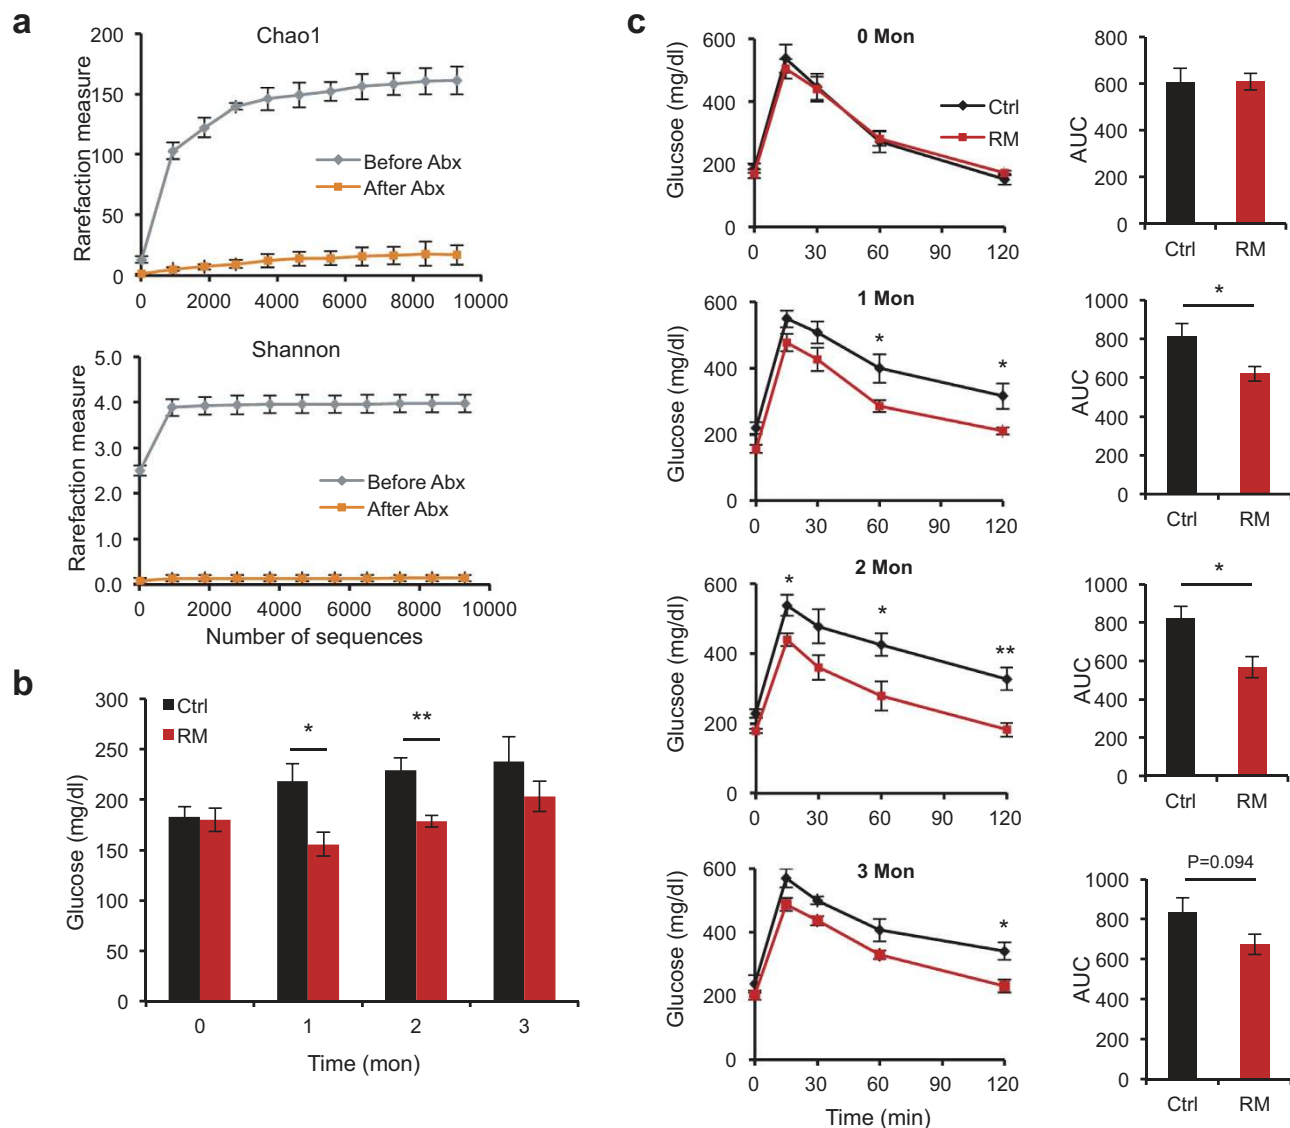 a
Chao1
Rarefaction measure
200
150
100
50
0
Before Abx
After Abx
0 2000 4000 6000 8000 10000
Shannon
Rarefaction measure
5.0
4.0
3.0
2.0
1.0
0.0
Before Abx
After Abx
0 2000 4000 6000 8000 10000
Number of sequences
b
Glucose (mg/dl)
300
250
200
150
100
50
0
Ctrl
RM
*
**
0 1 2 3
Time (mon)
c
0 Mon
Glucsoe (mg/dl)
600
400
200
0
Ctrl
RM
0 30 60 90 120
AUC
800
600
400
200
0
Ctrl RM
1 Mon
Glucose (mg/dl)
600
400
200
0
*
*
0 30 60 90 120
AUC
1000
800
600
400
200
0
*
Ctrl RM
2 Mon
Glucsoe (mg/dl)
600
400
200
0
*
*
**
0 30 60 90 120
AUC
1000
800
600
400
200
0
*
Ctrl RM
3 Mon
Glucsoe (mg/dl)
600
400
200
0
*
0 30 60 90 120
Time (min)
AUC
1000
800
600
400
200
0
P=0.094
Ctrl RM